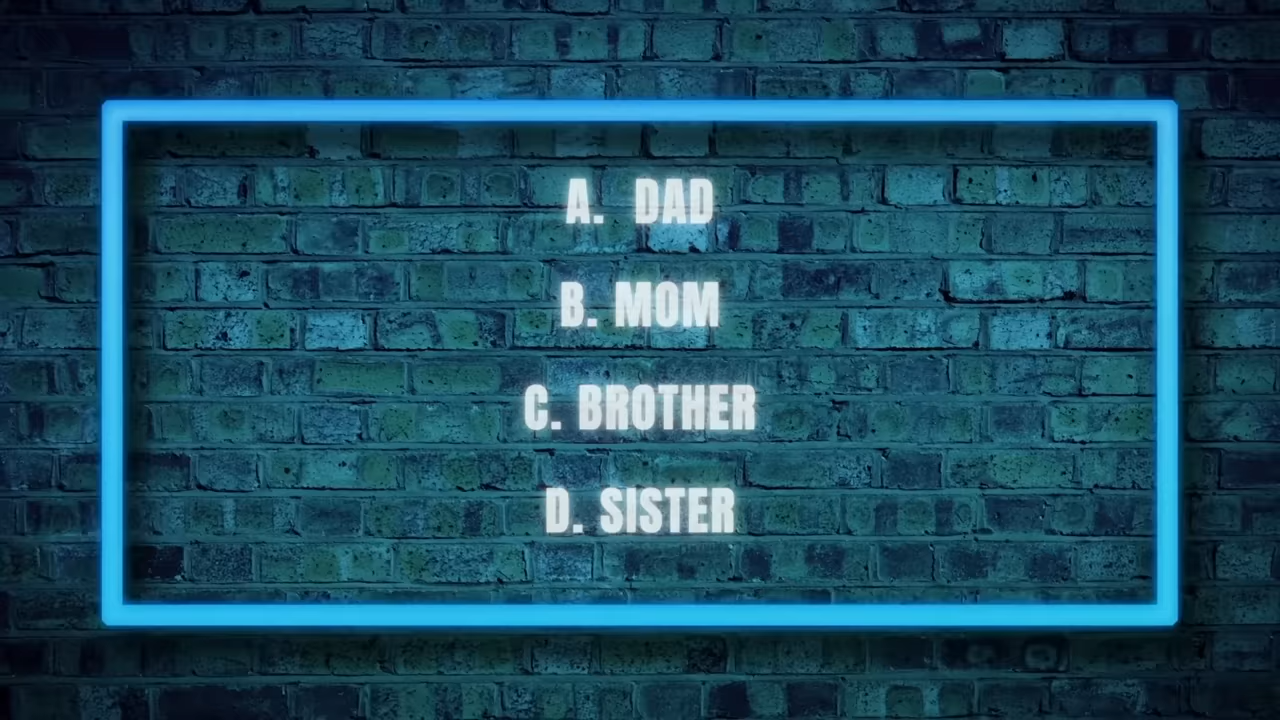 A. DAD
B. MOM
C. BROTHER
D. SISTER